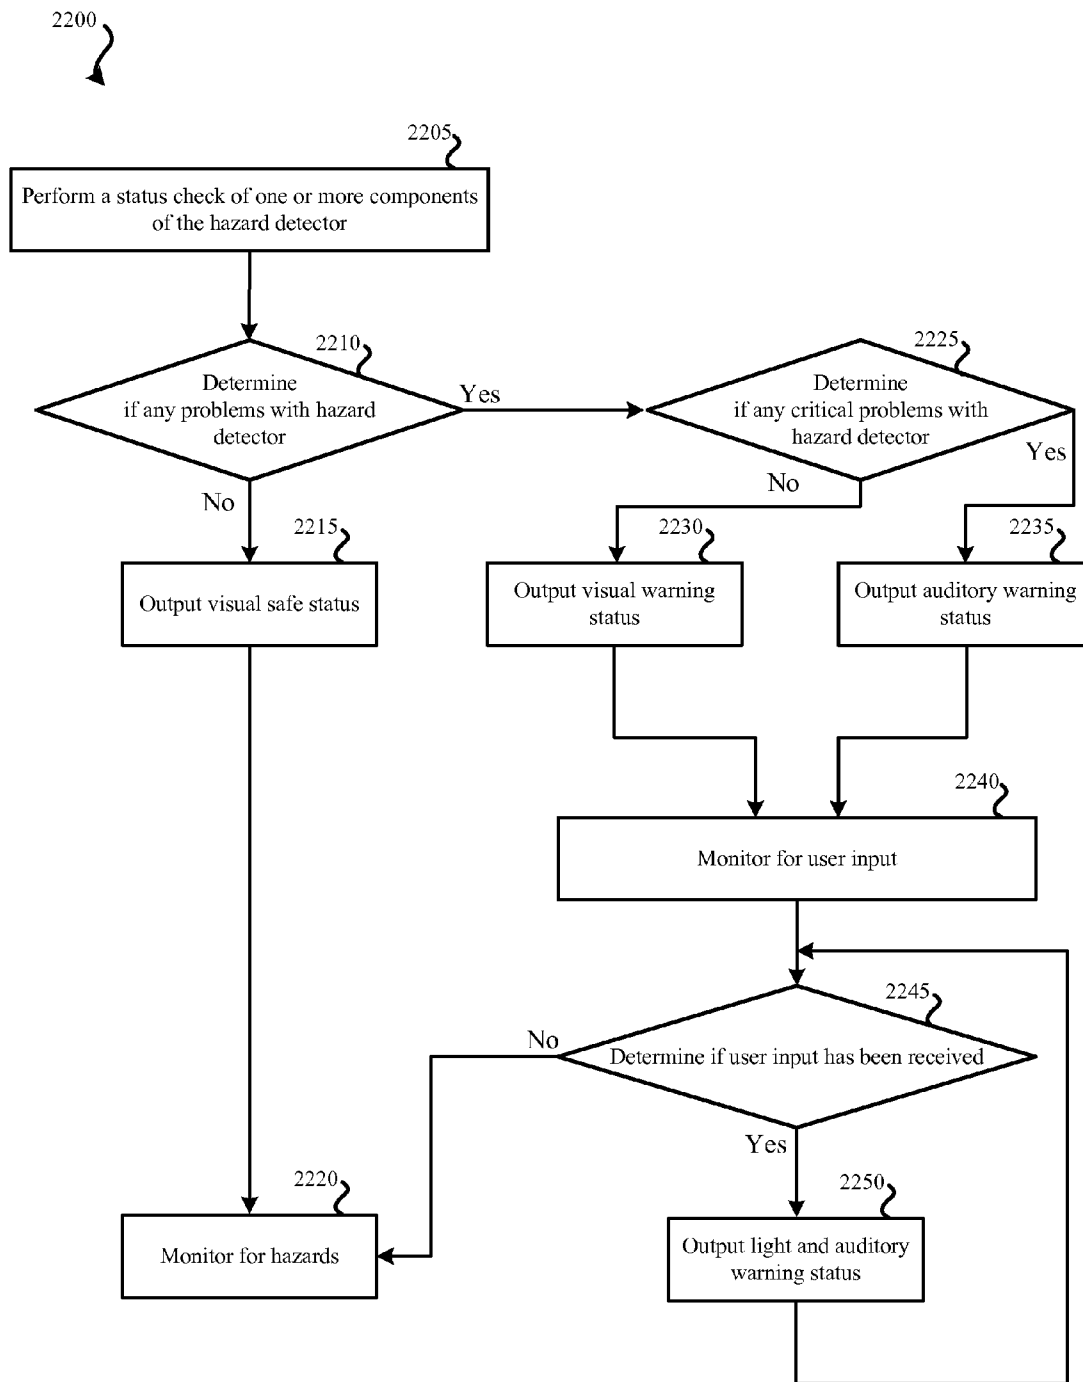 2200
2205
Perform a status check of one or more components
of the hazard detector
2210
Determine
if any problems with hazard
detector
Yes
No
2225
Determine
if any critical problems with
hazard detector
Yes
No
2215
Output visual safe status
2230
Output visual warning
status
2235
Output auditory warning
status
2240
Monitor for user input
2245
Determine if user input has been received
No
Yes
2220
Monitor for hazards
2250
Output light and auditory
warning status